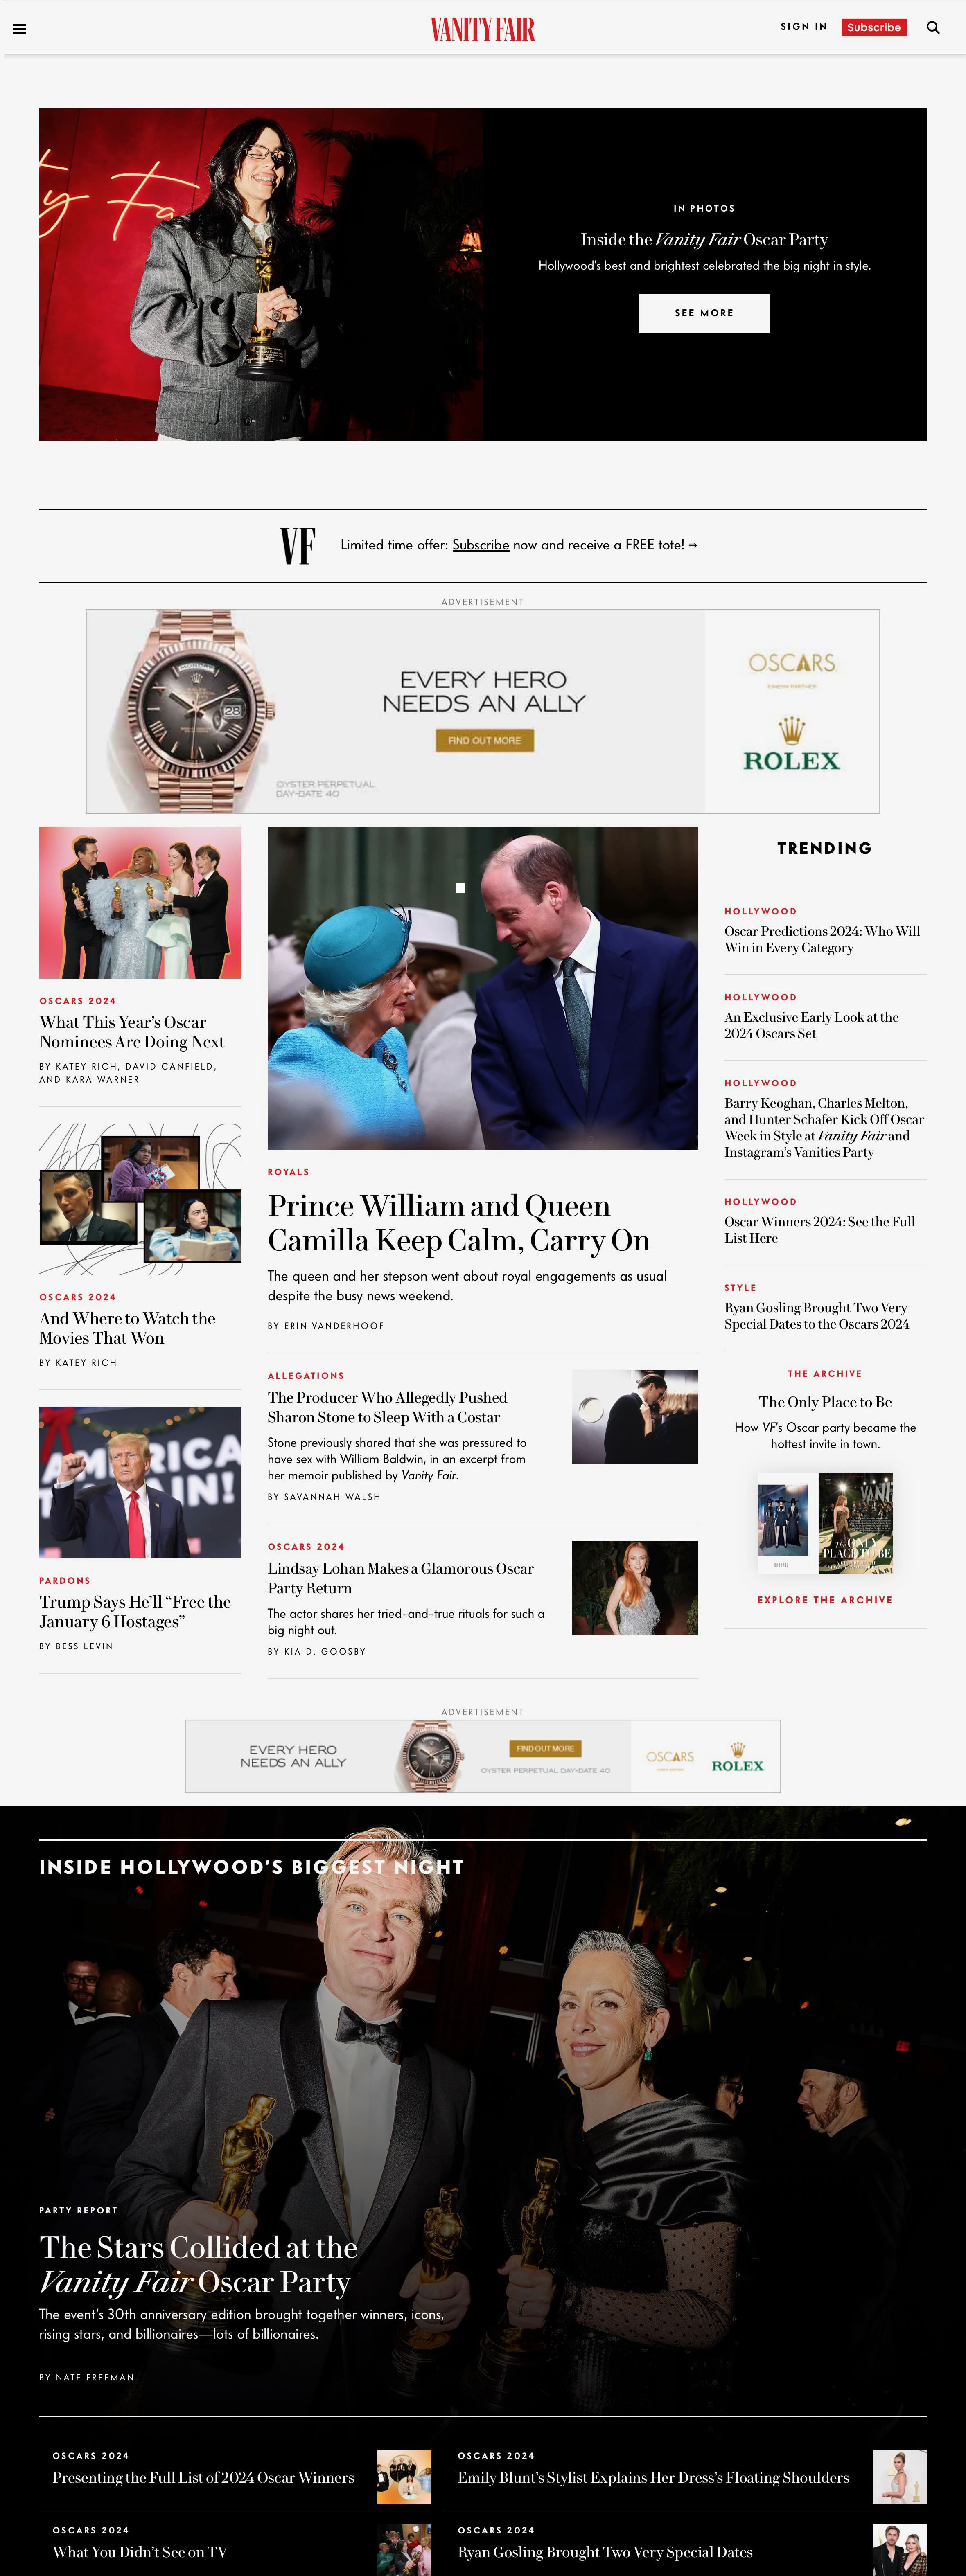 VANITY FAIR
SIGN IN
Subscribe
ty Fa
IN PHOTOS
Inside the Vanity Fair Oscar Party
Hollywood's best and brightest celebrated the big night in style.
SEE MORE
VF
Limited time offer: Subscribe now and receive a FREE tote! ⇛
ADVERTISEMENT
EVERY HERO
NEEDS AN ALLY
FIND OUT MORE
OYSTER PERPETUAL
DAY-DATE 40
OSCARS
ROLEX
28
OSCARS 2024
What This Year's Oscar
Nominees Are Doing Next
BY KATEY RICH, DAVID CANFIELD,
AND KARA WARNER
OSCARS 2024
And Where to Watch the
Movies That Won
BY KATEY RICH
AMERICA
PARDONS
Trump Says He'll “Free the
January 6 Hostages”
BY BESS LEVIN
ROYALS
Prince William and Queen
Camilla Keep Calm, Carry On
The queen and her stepson went about royal engagements as usual
despite the busy news weekend.
BY ERIN VANDERHOOF
ALLEGATIONS
The Producer Who Allegedly Pushed
Sharon Stone to Sleep With a Costar
Stone previously shared that she was pressured to
have sex with William Baldwin, in an excerpt from
her memoir published by Vanity Fair.
BY SAVANNAH WALSH
OSCARS 2024
Lindsay Lohan Makes a Glamorous Oscar
Party Return
The actor shares her tried-and-true rituals for such a
big night out.
BY KIA D. GOOSBY
TRENDING
HOLLYWOOD
Oscar Predictions 2024: Who Will
Win in Every Category
HOLLYWOOD
An Exclusive Early Look at the
2024 Oscars Set
HOLLYWOOD
Barry Keoghan, Charles Melton,
and Hunter Schafer Kick Off Oscar
Week in Style at Vanity Fair and
Instagram's Vanities Party
HOLLYWOOD
Oscar Winners 2024: See the Full
List Here
STYLE
Ryan Gosling Brought Two Very
Special Dates to the Oscars 2024
THE ARCHIVE
The Only Place to Be
How VF's Oscar party became the
hottest invite in town.
VANI
The ONLY
PLACE TO BE
EXPLORE THE ARCHIVE
ADVERTISEMENT
EVERY HERO
NEEDS AN ALLY
FIND OUT MORE
OYSTER PERPETUAL DAY-DATE 40
OSCARS
ROLEX
INSIDE HOLLYWOOD'S BIGGEST NIGHT
PARTY REPORT
The Stars Collided at the
Vanity Fair Oscar Party
The event's 30th anniversary edition brought together winners, icons,
rising stars, and billionaires—lots of billionaires.
BY NATE FREEMAN
OSCARS 2024
Presenting the Full List of 2024 Oscar Winners
OSCARS 2024
Emily Blunt's Stylist Explains Her Dress's Floating Shoulders
OSCARS 2024
What You Didn't See on TV
OSCARS 2024
Ryan Gosling Brought Two Very Special Dates